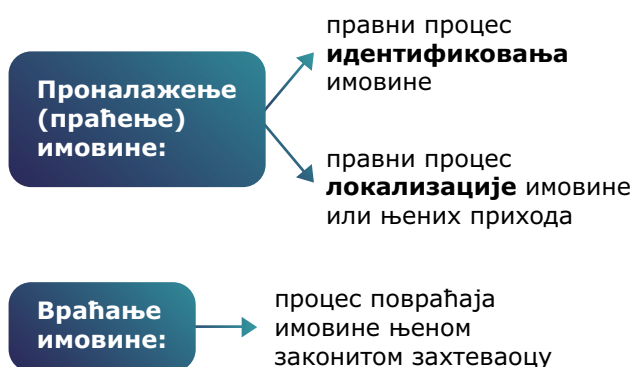 Проналажење
(праћење)
имовине:
правни процес
идентификовања
имовине
правни процес
локализације имовине
или њених прихода
Враћање
имовине:
процес повраћаја
имовине њеном
законитом захтеваоцу